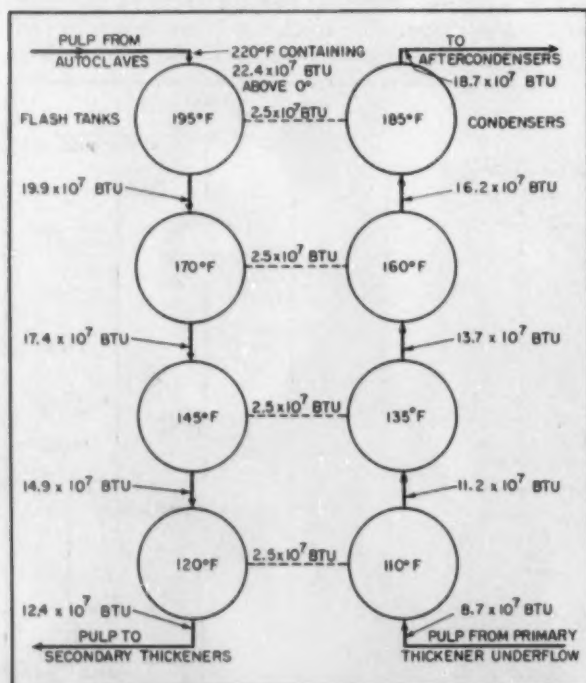 PULP FROM
AUTOCLAVES
220°F CONTAINING
22.4 x 10⁷ BTU
ABOVE 0°
TO
AFTERCONDENSERS
18.7 x 10⁷ BTU
FLASH TANKS
195°F
2.5 x 10⁷ BTU
185°F
CONDENSERS
19.9 x 10⁷ BTU
16.2 x 10⁷ BTU
170°F
2.5 x 10⁷ BTU
160°F
17.4 x 10⁷ BTU
13.7 x 10⁷ BTU
145°F
2.5 x 10⁷ BTU
135°F
14.9 x 10⁷ BTU
11.2 x 10⁷ BTU
120°F
2.5 x 10⁷ BTU
110°F
12.4 x 10⁷ BTU
8.7 x 10⁷ BTU
PULP TO
SECONDARY THICKENERS
PULP FROM PRIMARY
THICKENER UNDERFLOW